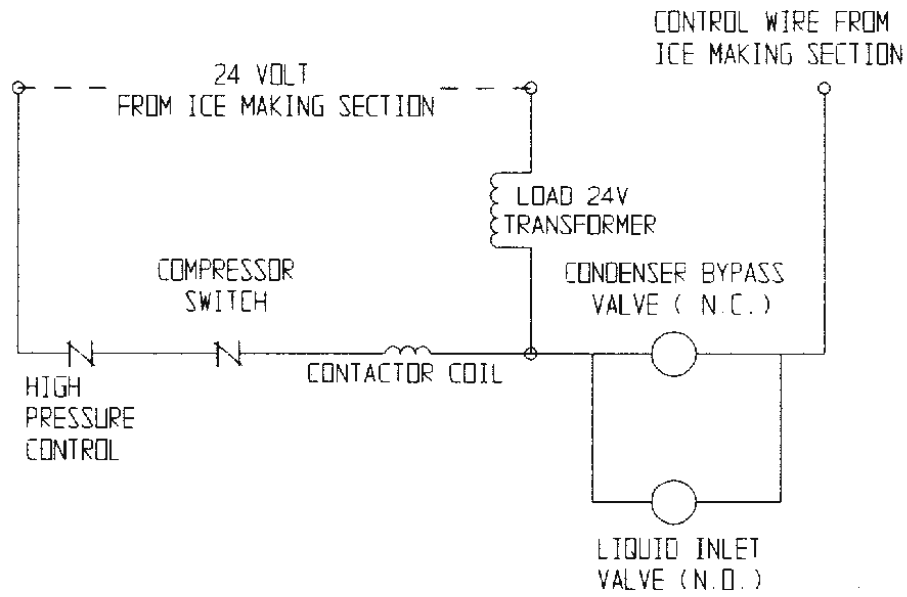 CONTROL WIRE FROM
ICE MAKING SECTION
24 VOLT
FROM ICE MAKING SECTION
LOAD 24V
TRANSFORMER
COMPRESSOR
SWITCH
CONDENSER BYPASS
VALVE ( N.C.)
CONTACTOR COIL
HIGH
PRESSURE
CONTROL
LIQUID INLET
VALVE (N.O.)